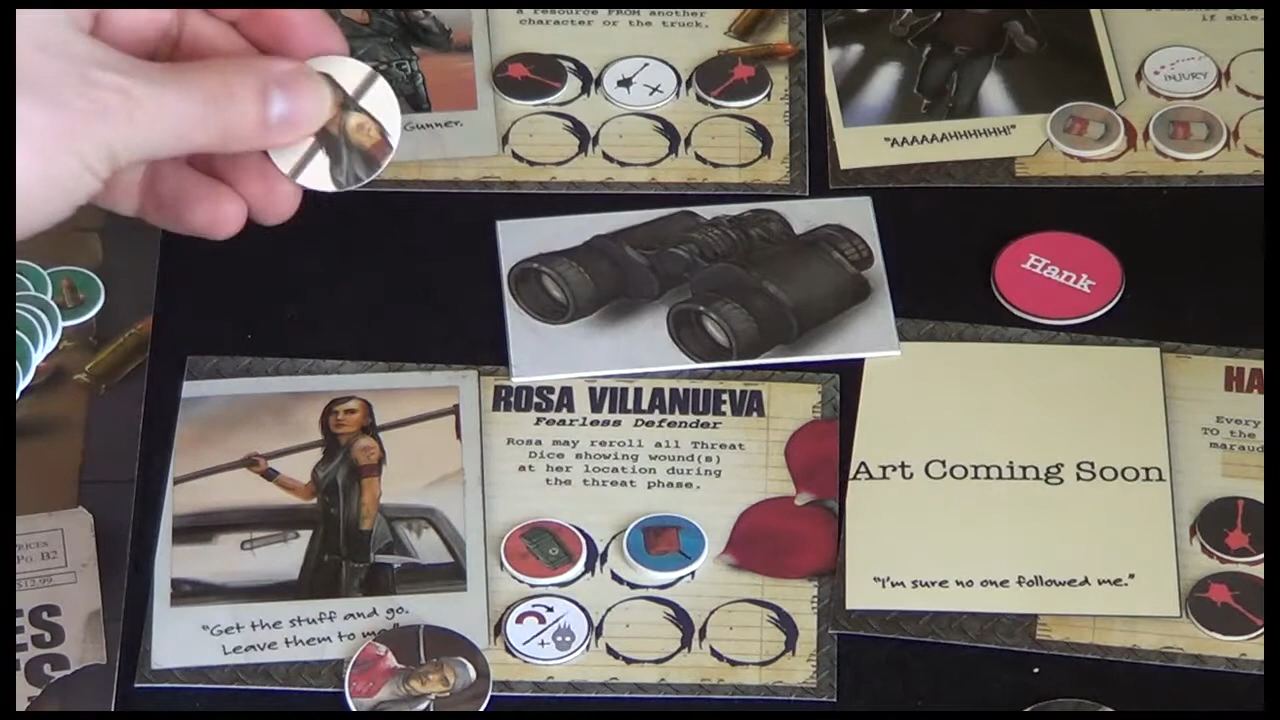 a resource FROM another
character or the truck.
if able.
Gunner.
"AAAAAAHHHHHH!"
INJURY
Hank
ROSA VILLANUEVA
Fearless Defender
Rosa may reroll all Threat
Dice showing wound(s)
at her location during
the threat phase.
"Get the stuff and go.
Leave them to me."
Art Coming Soon
"I'm sure no one followed me."
HA
Every
TO the
maraud
PRICES
PG. B2
$12.99
ES
ES